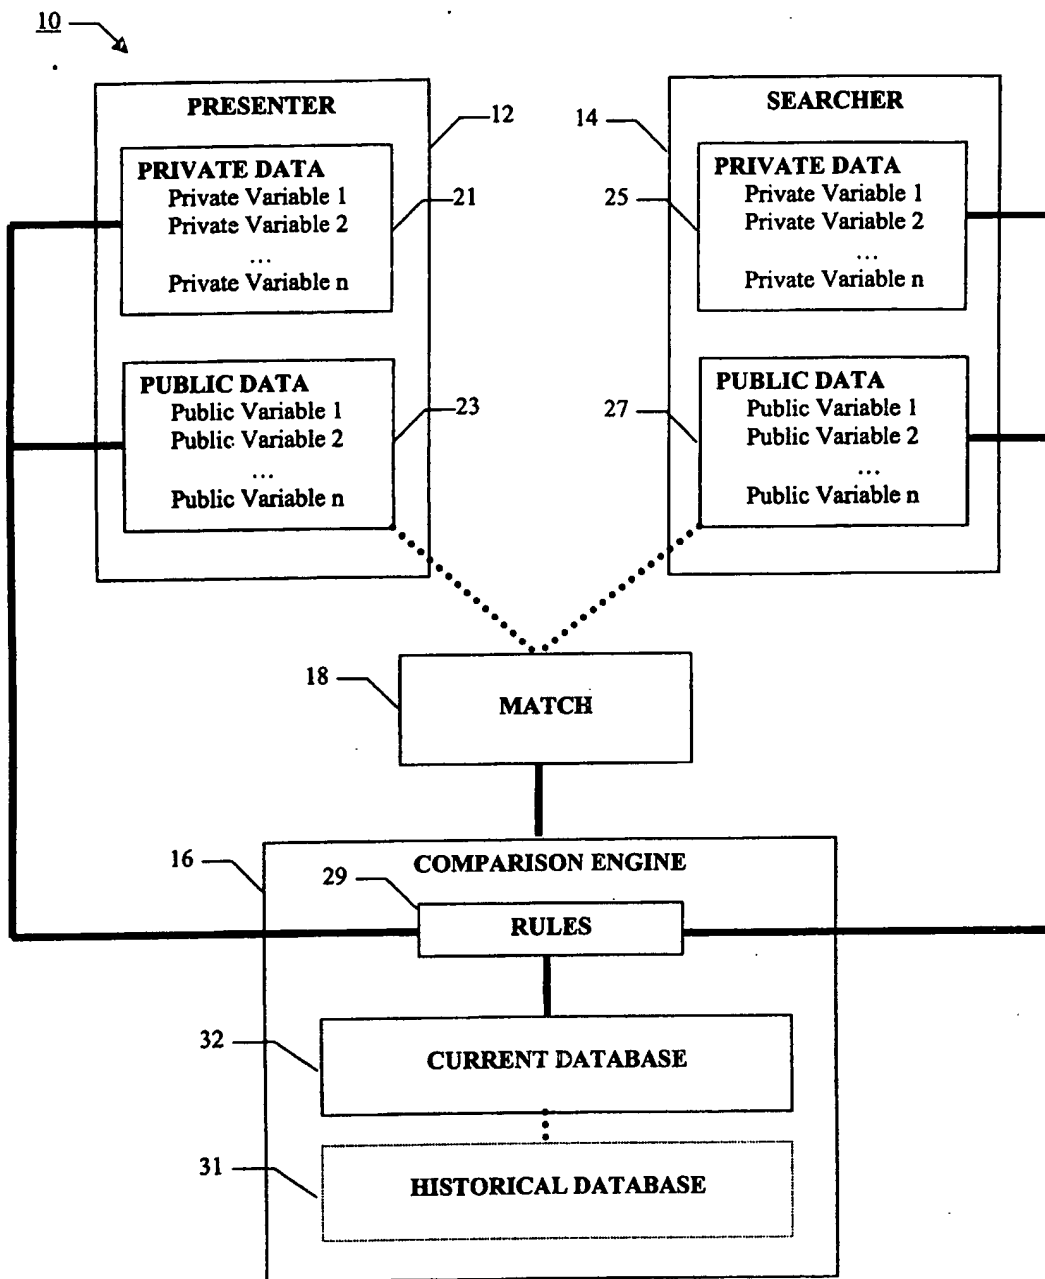 10
PRESENTER
12
PRIVATE DATA
Private Variable 1
Private Variable 2
...
Private Variable n
21
PUBLIC DATA
Public Variable 1
Public Variable 2
...
Public Variable n
23
SEARCHER
14
PRIVATE DATA
Private Variable 1
Private Variable 2
...
Private Variable n
25
PUBLIC DATA
Public Variable 1
Public Variable 2
...
Public Variable n
27
18
MATCH
16
COMPARISON ENGINE
29
RULES
32
CURRENT DATABASE
31
HISTORICAL DATABASE